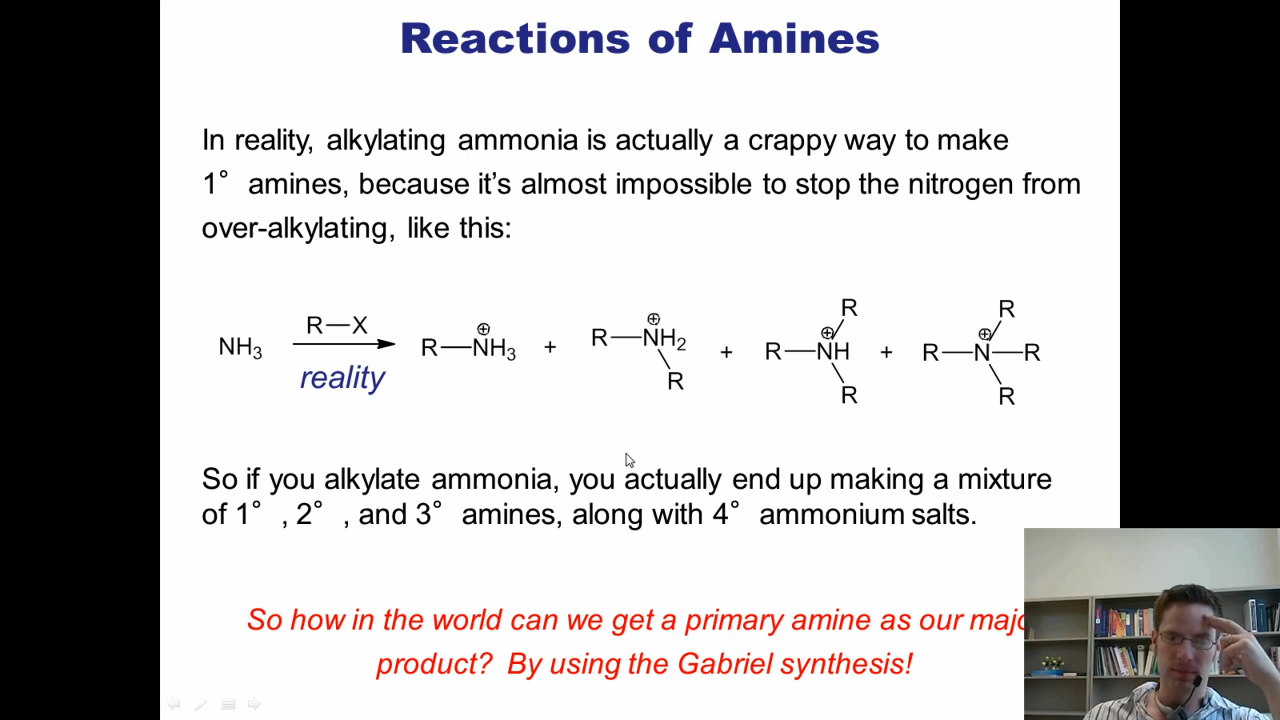 Reactions of Amines
In reality, alkylating ammonia is actually a crappy way to make
1° amines, because it's almost impossible to stop the nitrogen from
over-alkylating, like this:
NH3 R—X reality R—NH3 ⊕ + R—NH2 ⊕ R + R—NH ⊕ R R + R—N—R ⊕ R R
So if you alkylate ammonia, you actually end up making a mixture
of 1° , 2° , and 3° amines, along with 4° ammonium salts.
So how in the world can we get a primary amine as our majo
product? By using the Gabriel synthesis!